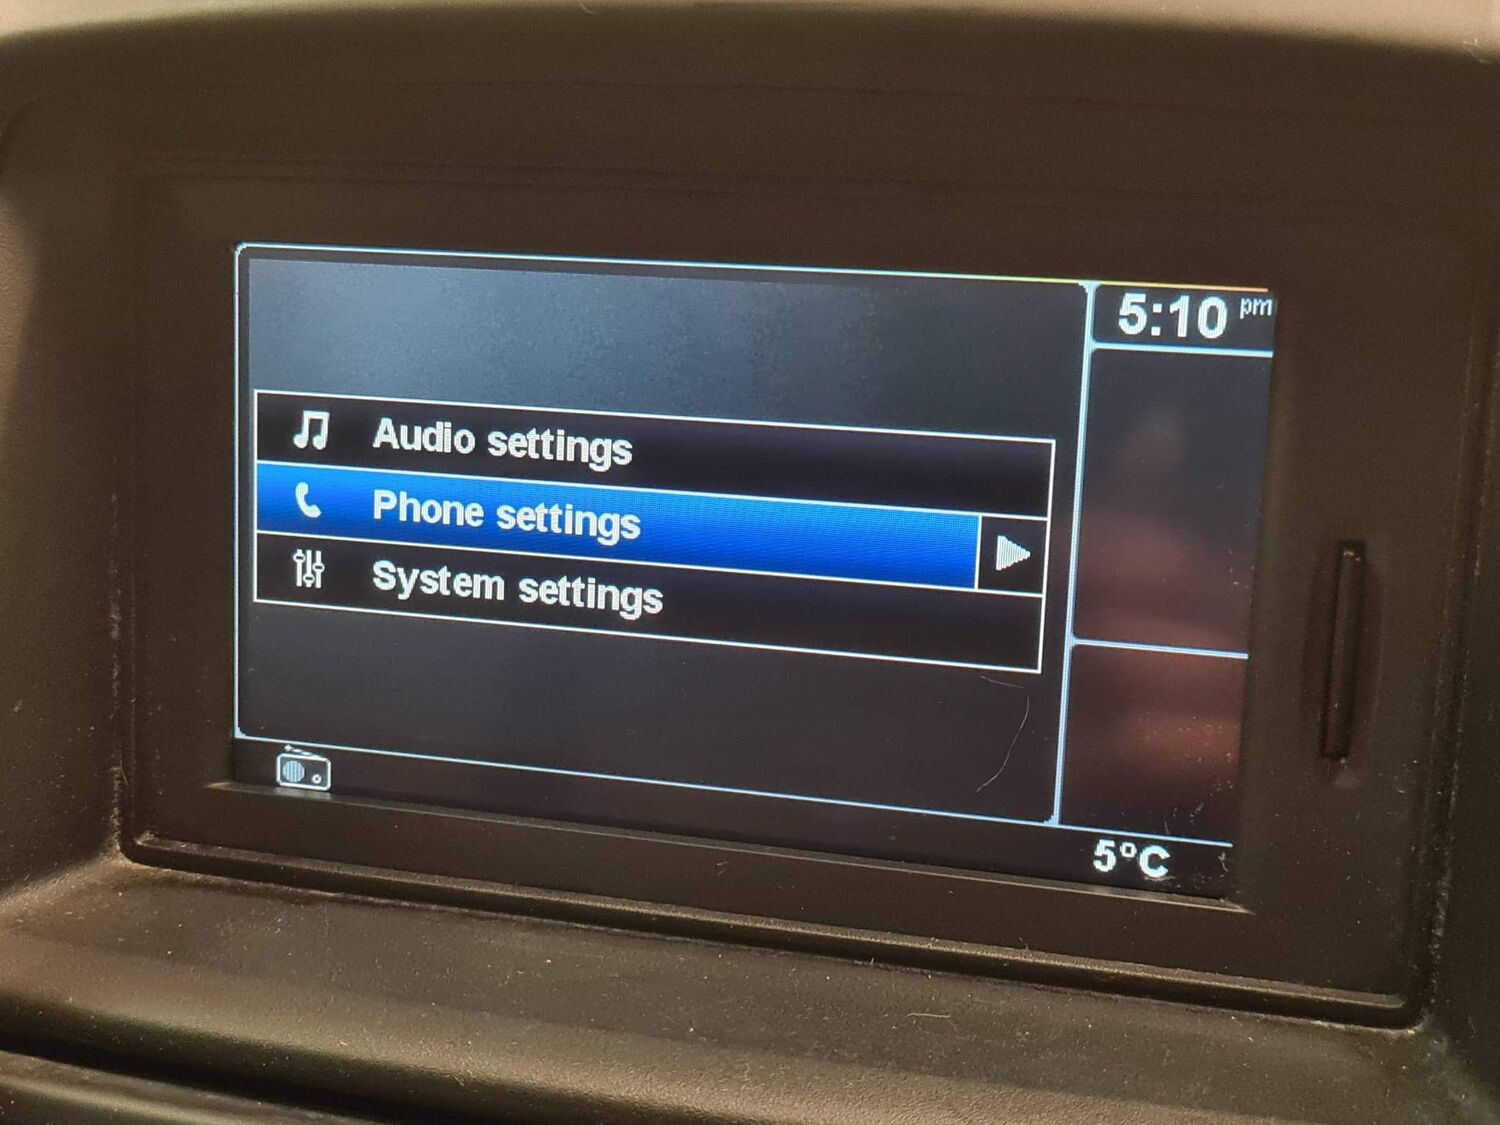 5:10 pm
Audio settings
Phone settings
System settings
5°C